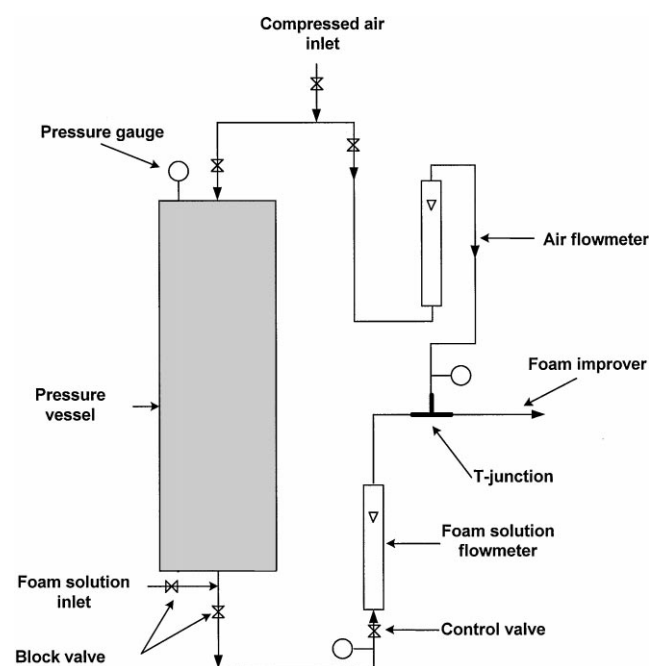 Compressed air
inlet
Pressure gauge
Air flowmeter
Foam improver
Pressure
vessel
T-junction
Foam solution
flowmeter
Foam solution
inlet
Control valve
Block valve